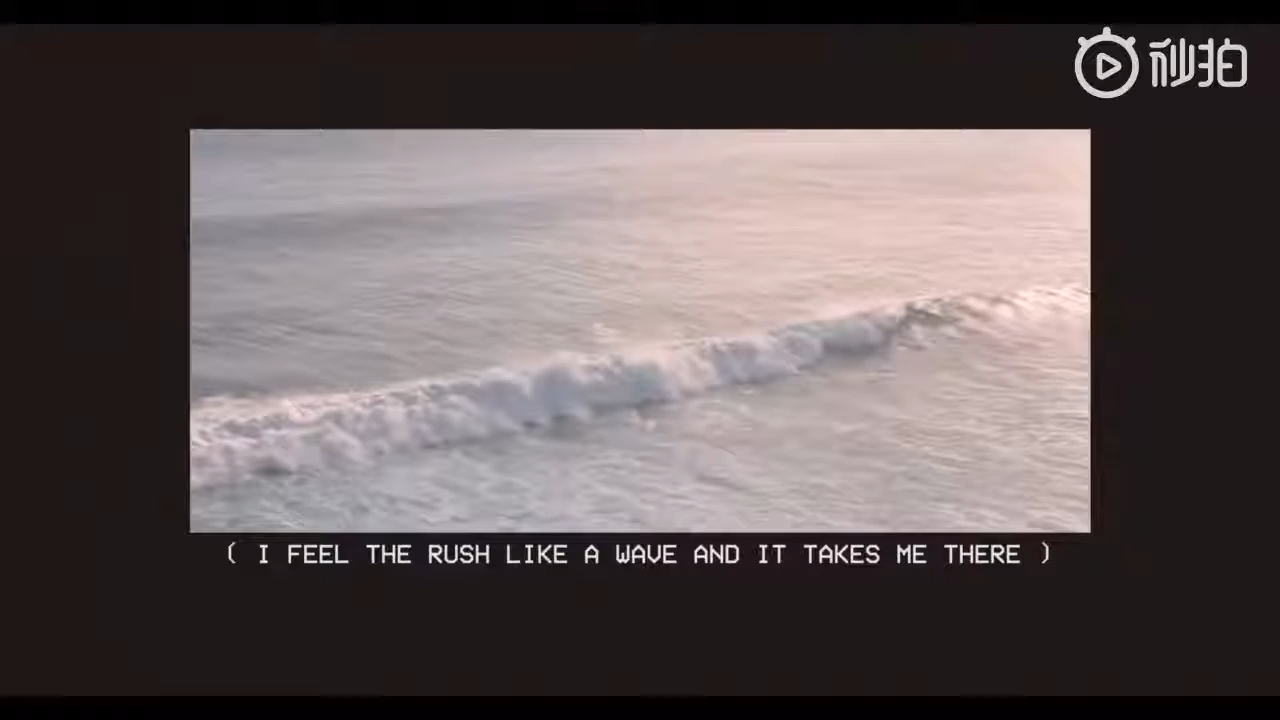 秒拍
( I FEEL THE RUSH LIKE A WAVE AND IT TAKES ME THERE )